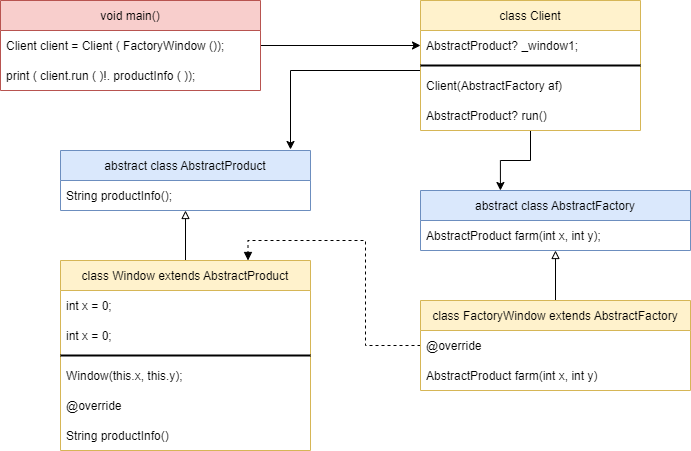 void main()
Client client = Client ( FactoryWindow ());
print ( client.run ( )!. productInfo ( ));
class Client
AbstractProduct? _window1;
Client(AbstractFactory af)
AbstractProduct? run()
abstract class AbstractProduct
String productInfo();
abstract class AbstractFactory
AbstractProduct farm(int x, int y);
class Window extends AbstractProduct
int x = 0;
int x = 0;
Window(this.x, this.y);
@override
String productInfo()
class FactoryWindow extends AbstractFactory
@override
AbstractProduct farm(int x, int y)